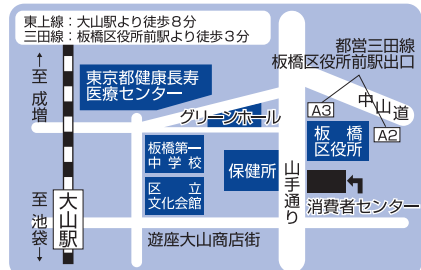 東上線：大山駅より徒歩８分
三田線：板橋区役所前駅より徒歩３分
都営三田線
板橋区役所前駅出口
↑
至
成増
東京都健康長寿
医療センター
グリーンホール
A3
中山道
A2
板橋
区役所
板橋第一
中学校
保健所
山手通り
区立
文化会館
消費者センター
大山駅
至
池袋
↓
遊座大山商店街